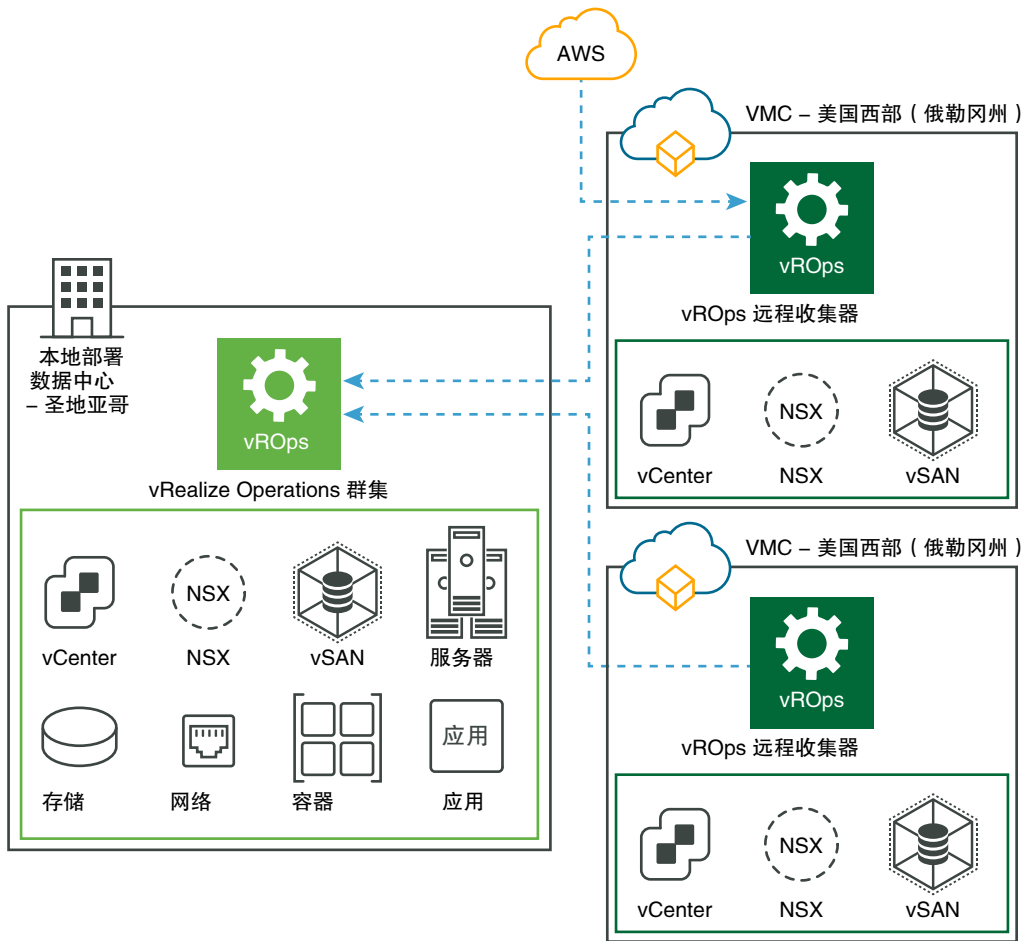 AWS
VMC – 美国西部（俄勒冈州）
vROps
vROps 远程收集器
vCenter
NSX
NSX
vSAN
本地部署
数据中心
– 圣地亚哥
vROps
vRealize Operations 群集
vCenter
NSX
NSX
vSAN
服务器
存储
网络
容器
应用
应用
VMC – 美国西部（俄勒冈州）
vROps
vROps 远程收集器
vCenter
NSX
NSX
vSAN